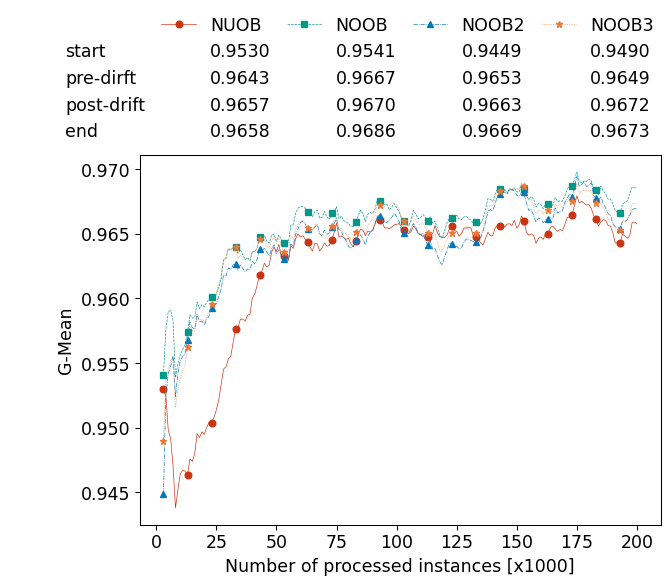 NUOB NOOB NOOB2 NOOB3
start 0.9530 0.9541 0.9449 0.9490
pre-dirft 0.9643 0.9667 0.9653 0.9649
post-drift 0.9657 0.9670 0.9663 0.9672
end 0.9658 0.9686 0.9669 0.9673
0.970
0.965
0.960
0.955
0.950
0.945
G-Mean
0 25 50 75 100 125 150 175 200
Number of processed instances [x1000]